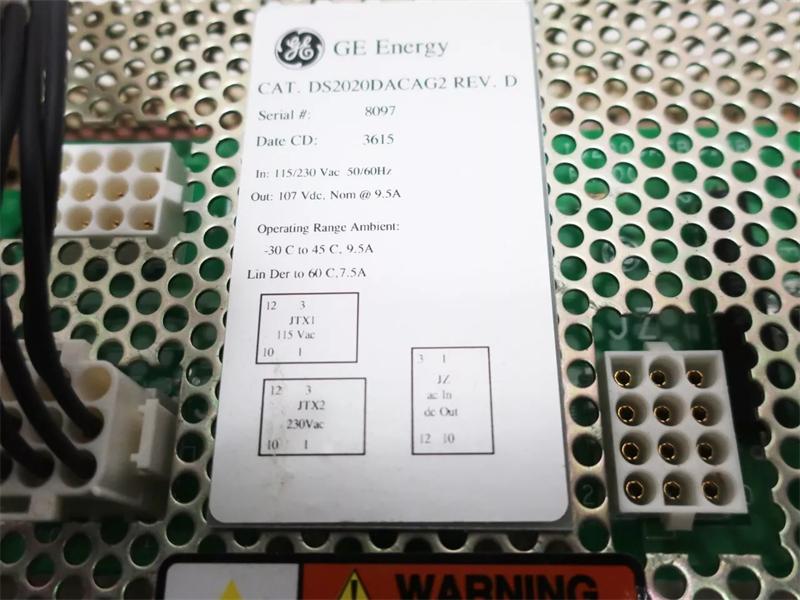 GE GE Energy
CAT. DS2020DACAG2 REV. D
Serial #: 8097
Date CD: 3615
In: 115/230 Vac 50/60Hz
Out: 107 Vdc, Nom @ 9.5A
Operating Range Ambient:
-30 C to 45 C, 9.5A
Lin Der to 60 C,7.5A
12 3
JTX1
115 Vac
10 1
12 3
JTX2
230Vac
10 1
3 1
JZ
ac In
dc Out
12 10
JZ
WARNING